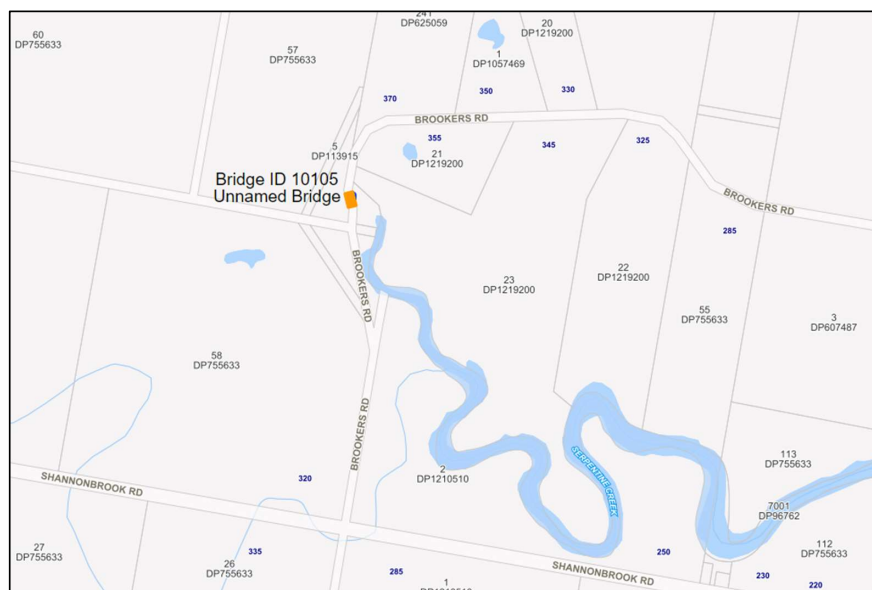 60
DP755633
57
DP755633
241
DP625059
20
DP1219200
1
DP1057469
370
350
330
BROOKERS RD
355
345
325
5
DP113915
21
DP1219200
Bridge ID 10105
Unnamed Bridge
BROOKERS RD
285
BROOKERS RD
23
DP1219200
22
DP1219200
55
DP755633
3
DP607487
58
DP755633
BROOKERS RD
SERPENTINE CREEK
113
DP755633
2
DP1210510
320
SHANNONBROOK RD
7001
DP96762
27
DP755633
335
26
DP755633
285
1
250
112
DP755633
SHANNONBROOK RD
230
220